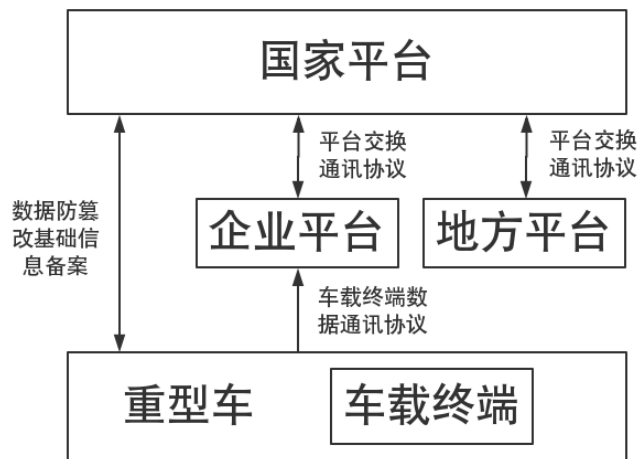 国家平台
平台交换
通讯协议
平台交换
通讯协议
数据防篡
改基础信
息备案
企业平台
地方平台
车载终端数
据通讯协议
重型车
车载终端